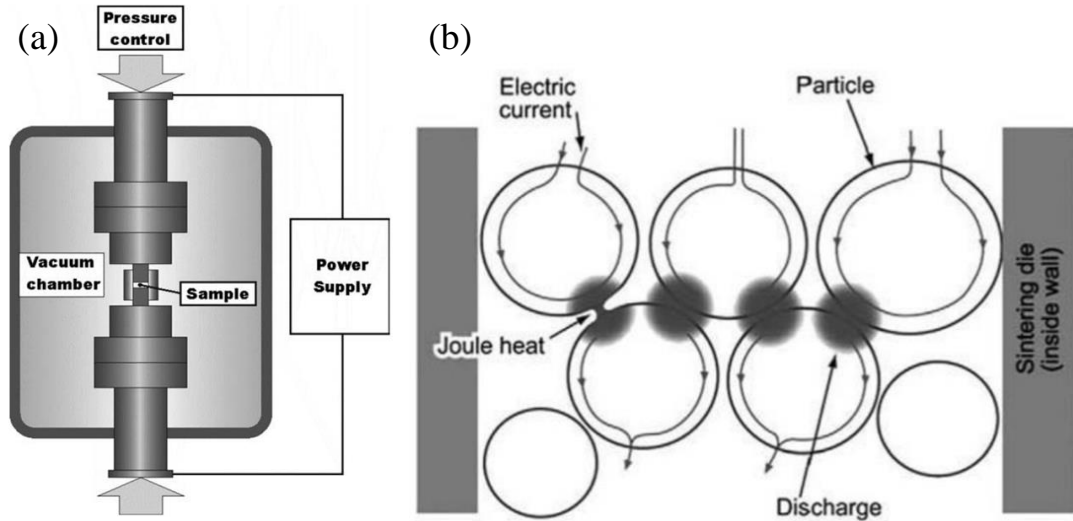 (a)
Pressure
control
Vacuum
chamber
Sample
Power
Supply
(b)
Electric
current
Particle
Joule heat
Discharge
Sintering die
(inside wall)